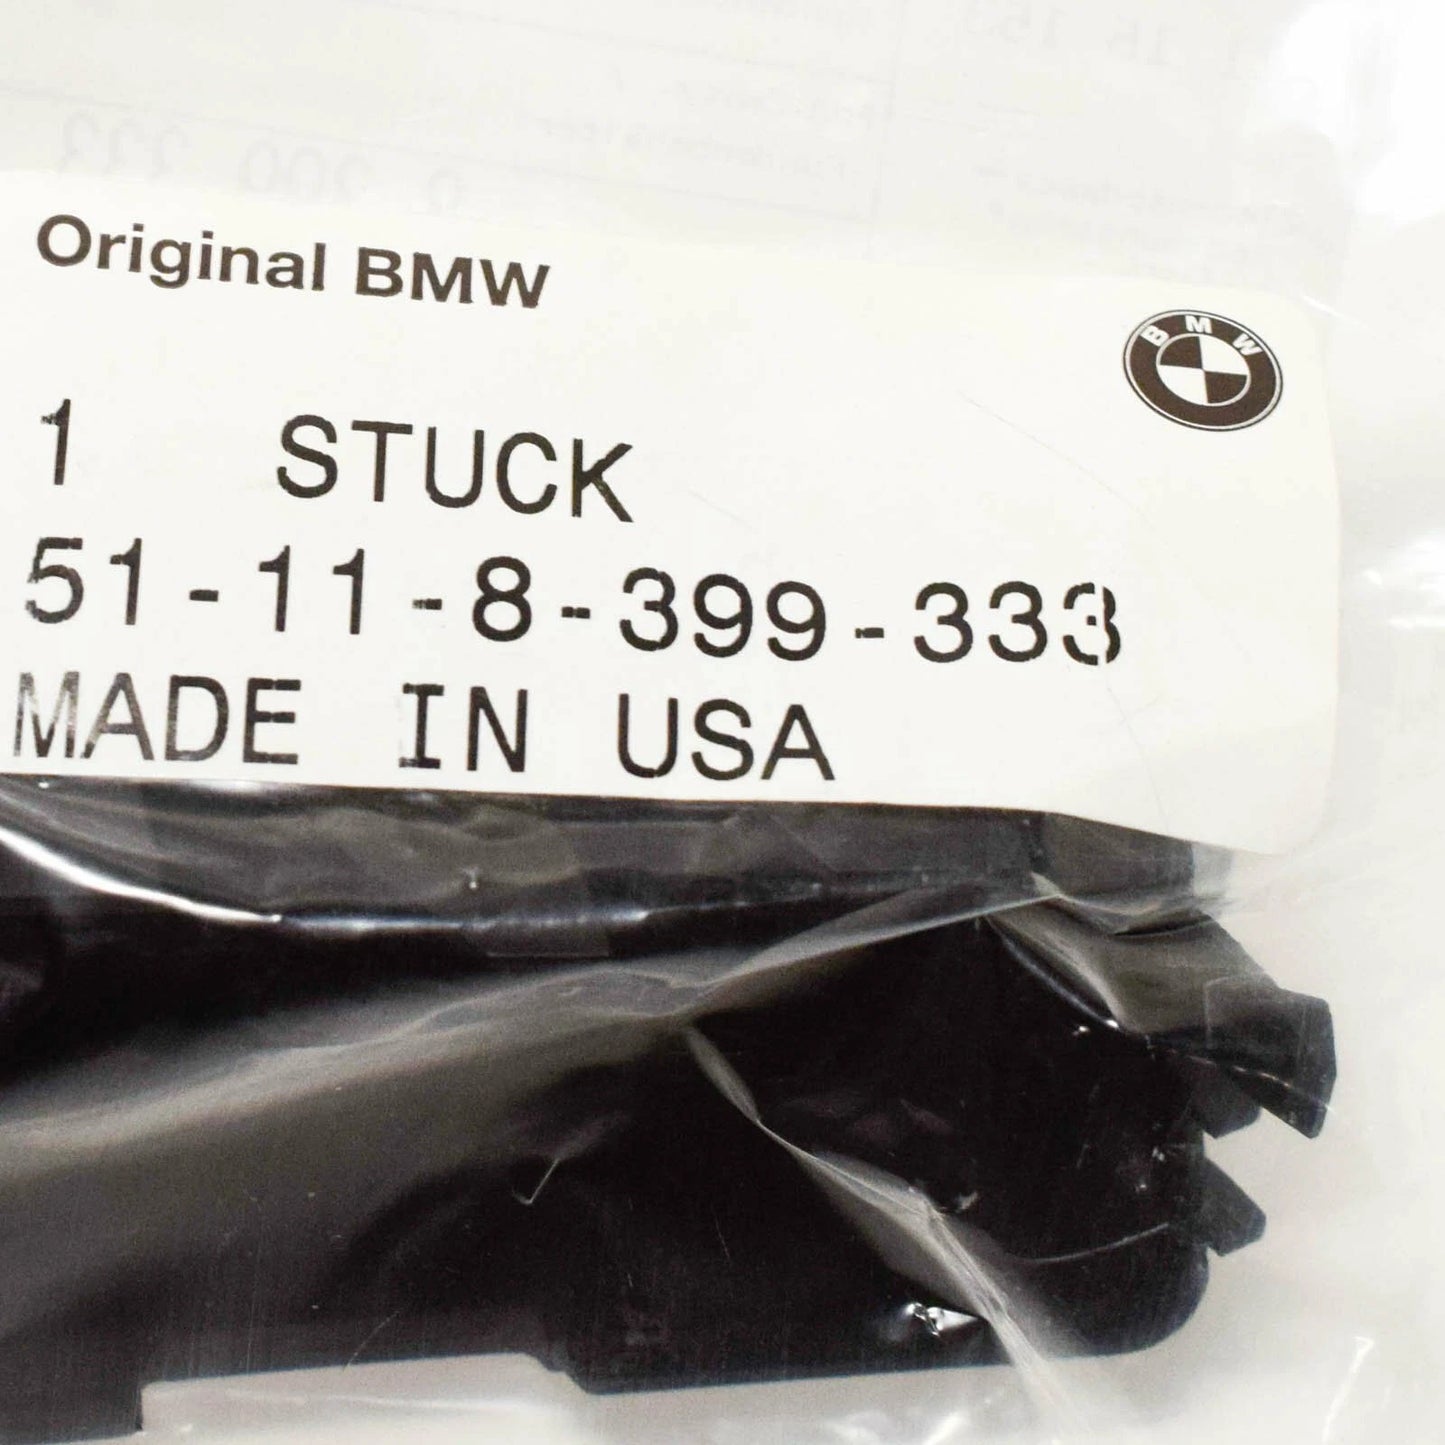 Original BMW
BMW
1 STUCK
51-11-8-399-333
MADE IN USA